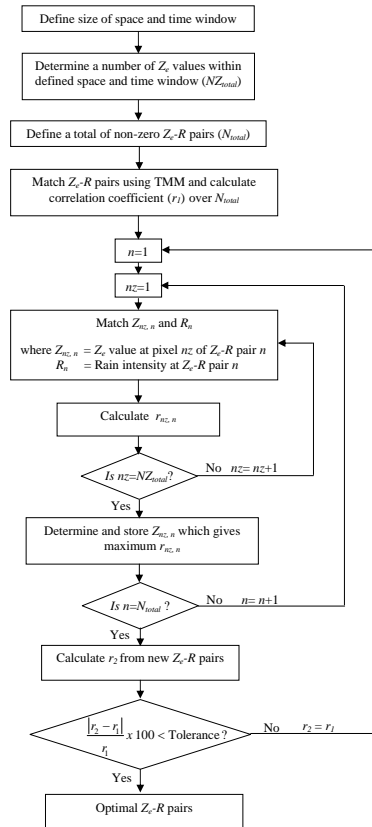 Define size of space and time window
Determine a number of Ze values within
defined space and time window (NZtotal)
Define a total of non-zero Ze-R pairs (Ntotal)
Match Ze-R pairs using TMM and calculate
correlation coefficient (r1) over Ntotal
n=1
nz=1
Match Znz, n and Rn
where Znz, n = Ze value at pixel nz of Ze-R pair n
Rn = Rain intensity at Ze-R pair n
Calculate rnz, n
Is nz=NZtotal?
No nz= nz+1
Yes
Determine and store Znz, n which gives
maximum rnz, n
Is n=Ntotal ?
No n= n+1
Yes
Calculate r2 from new Ze-R pairs
|r2 − r1| / r1 x 100 < Tolerance ?
No r2 = r1
Yes
Optimal Ze-R pairs